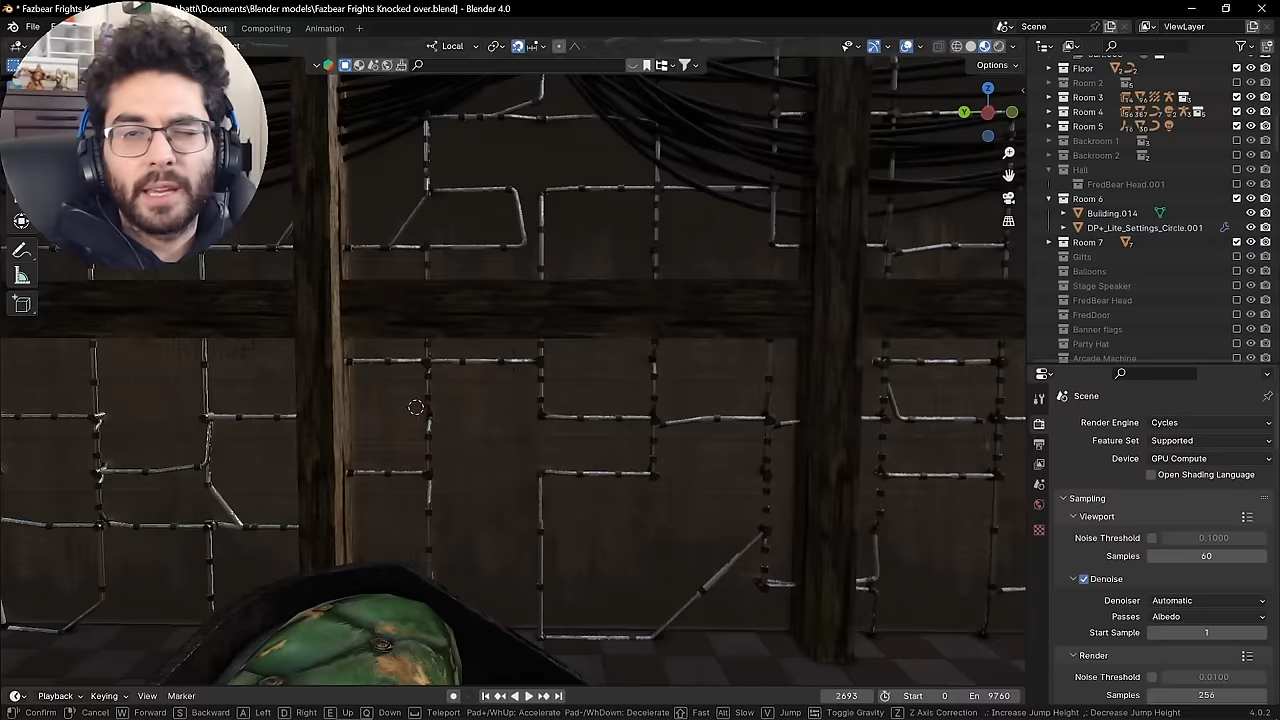 * Fazbear Frights Kn
batti\Documents\Blender models\Fazbear Frights Knocked over.blend] - Blender 4.0
File
Compositing
Animation
Scene
ViewLayer
Local
Options
Z
Y
Floor
Room 2
Room 3
Room 4
Room 5
Backroom 1
Backroom 2
Hall
FredBear Head.001
Room 6
Building.014
DP+_Lite_Settings_Circle.001
Room 7
Gifts
Balloons
Stage Speaker
FredBear Head
FredDoor
Banner flags
Party Hat
Arcade Machine
Scene
Render Engine
Cycles
Feature Set
Supported
Device
GPU Compute
Open Shading Language
Sampling
Viewport
Noise Threshold
0.1000
Samples
60
Denoise
Denoiser
Automatic
Passes
Albedo
Start Sample
1
Render
Noise Threshold
0.0100
Samples
256
Playback
Keying
View
Marker
2693
Start
0
En
9760
Confirm
Cancel
W Forward
S Backward
A Left
D Right
E Up
Q Down
Teleport
Pad+/WhUp: Accelerate
Pad-/WhDown: Decelerate
Fast
Alt Slow
V Jump
Toggle Gravity
Z Z Axis Correction
.: Increase Jump Height
,: Decrease Jump Height
4.0.2